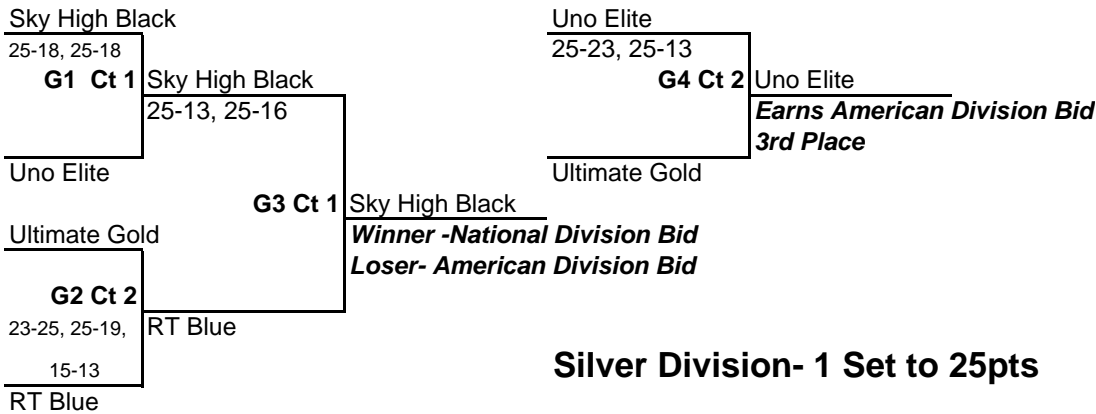 Sky High Black
25-18, 25-18
G1 Ct 1
Sky High Black
25-13, 25-16
Uno Elite
G3 Ct 1
Sky High Black
Winner -National Division Bid
Loser- American Division Bid
Ultimate Gold
G2 Ct 2
23-25, 25-19,
15-13
RT Blue
RT Blue
Uno Elite
25-23, 25-13
G4 Ct 2
Uno Elite
Earns American Division Bid
3rd Place
Ultimate Gold
Silver Division- 1 Set to 25pts